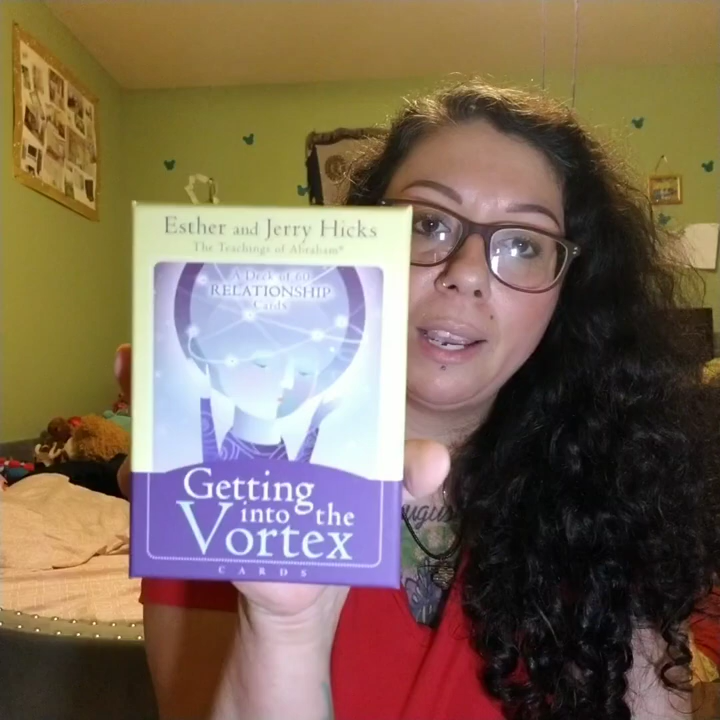 Esther and Jerry Hicks
The Teachings of Abraham®
A Deck of 60
RELATIONSHIP
Cards
Getting
into the
Vortex
CARDS